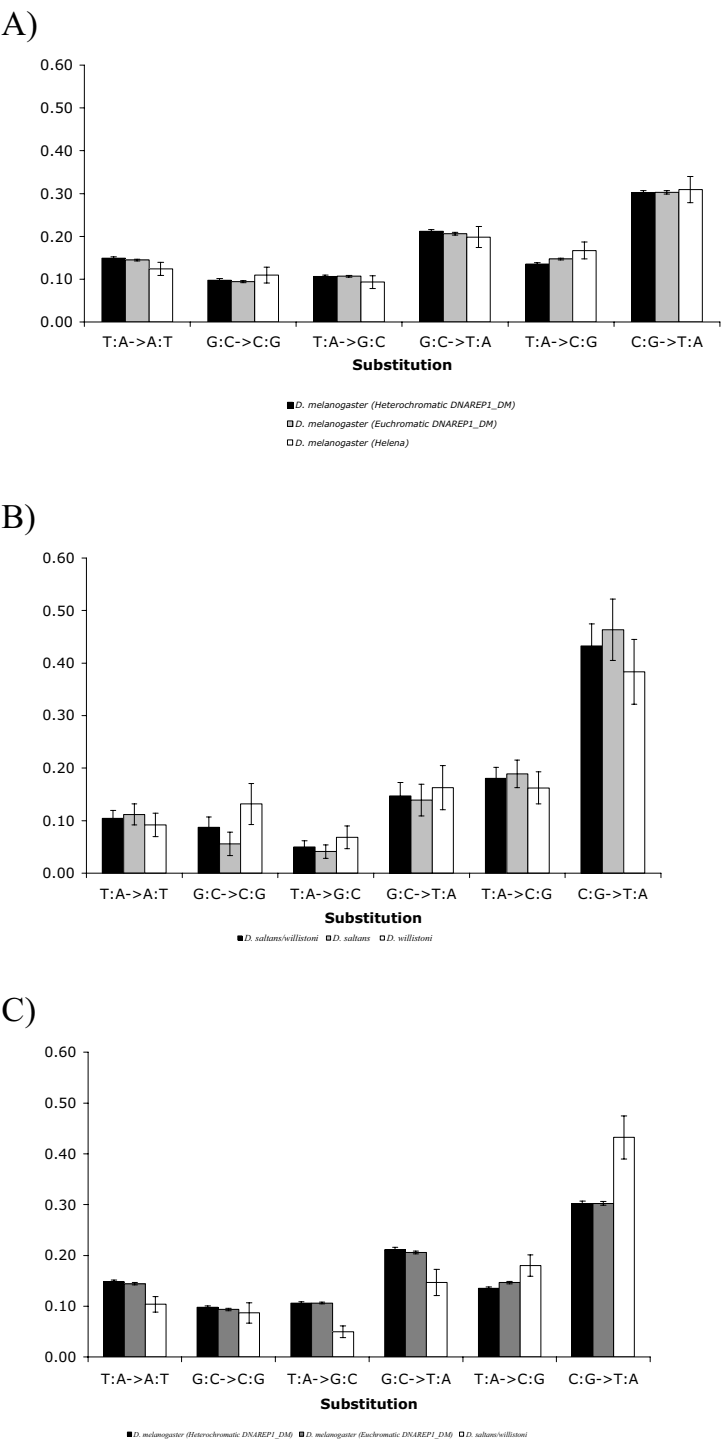 A)
0.60
0.50
0.40
0.30
0.20
0.10
0.00
T:A->A:T G:C->C:G T:A->G:C G:C->T:A T:A->C:G C:G->T:A
Substitution
D. melanogaster (Heterochromatic DNAREP1_DM)
D. melanogaster (Euchromatic DNAREP1_DM)
D. melanogaster (Helena)
B)
0.60
0.50
0.40
0.30
0.20
0.10
0.00
T:A->A:T G:C->C:G T:A->G:C G:C->T:A T:A->C:G C:G->T:A
Substitution
D. saltans/willistoni D. saltans D. willistoni
C)
0.60
0.50
0.40
0.30
0.20
0.10
0.00
T:A->A:T G:C->C:G T:A->G:C G:C->T:A T:A->C:G C:G->T:A
Substitution
D. melanogaster (Heterochromatic DNAREP1_DM) D. melanogaster (Euchromatic DNAREP1_DM) D. saltans/willistoni